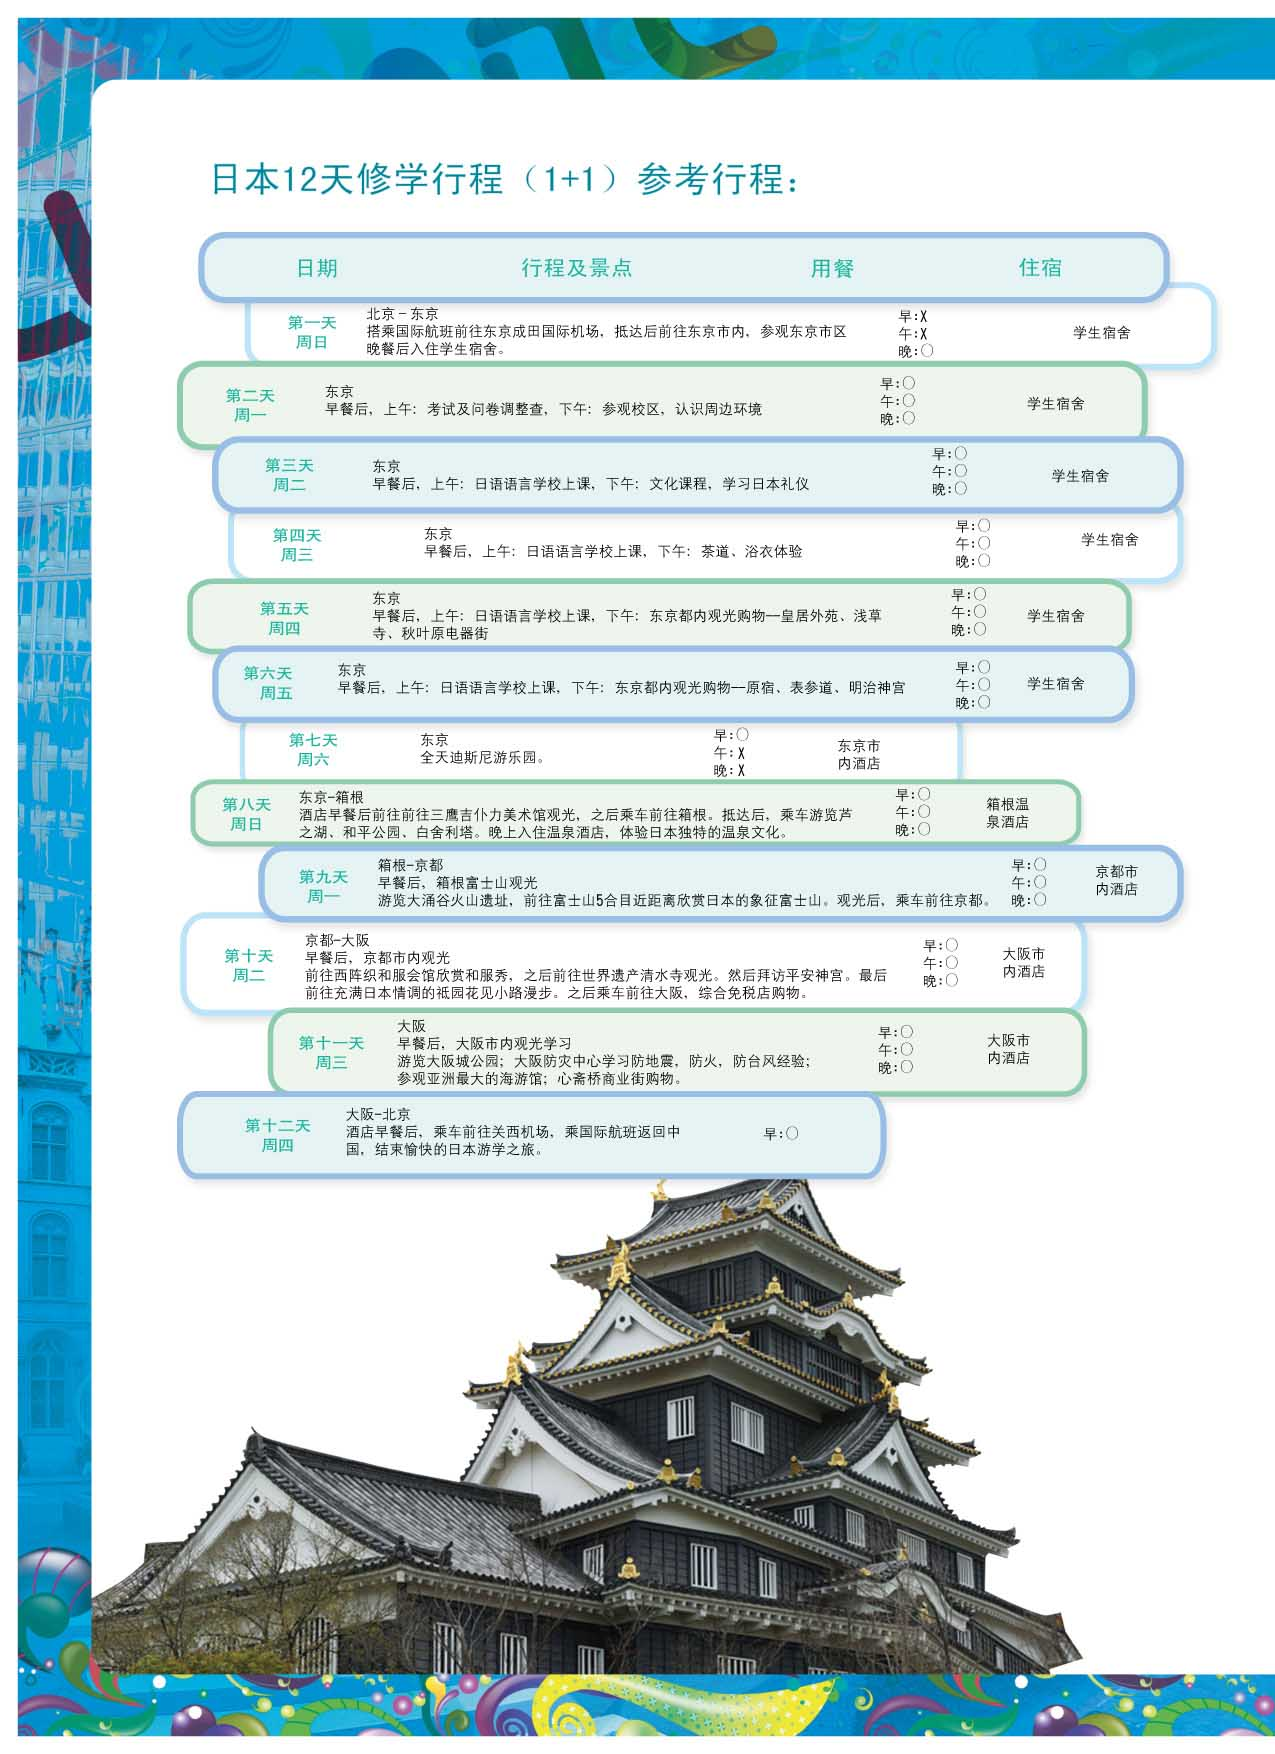 日本12天修学行程（1+1）参考行程：
日期 行程及景点 用餐 住宿
第一天
周日
北京－东京
搭乘国际航班前往东京成田国际机场，抵达后前往东京市内，参观东京市区
晚餐后入住学生宿舍。
早:X
午:X
晚:○
学生宿舍
第二天
周一
东京
早餐后，上午：考试及问卷调整查，下午：参观校区，认识周边环境
早:○
午:○
晚:○
学生宿舍
第三天
周二
东京
早餐后，上午：日语语言学校上课，下午：文化课程，学习日本礼仪
早:○
午:○
晚:○
学生宿舍
第四天
周三
东京
早餐后，上午：日语语言学校上课，下午：茶道、浴衣体验
早:○
午:○
晚:○
学生宿舍
第五天
周四
东京
早餐后，上午：日语语言学校上课，下午：东京都内观光购物--皇居外苑、浅草
寺、秋叶原电器街
早:○
午:○
晚:○
学生宿舍
第六天
周五
东京
早餐后，上午：日语语言学校上课，下午：东京都内观光购物--原宿、表参道、明治神宫
早:○
午:○
晚:○
学生宿舍
第七天
周六
东京
全天迪斯尼游乐园。
早:○
午:X
晚:X
东京市
内酒店
第八天
周日
东京-箱根
酒店早餐后前往前往三鹰吉仆力美术馆观光，之后乘车前往箱根。抵达后，乘车游览芦
之湖、和平公园、白舍利塔。晚上入住温泉酒店，体验日本独特的温泉文化。
早:○
午:○
晚:○
箱根温
泉酒店
第九天
周一
箱根-京都
早餐后，箱根富士山观光
游览大涌谷火山遗址，前往富士山5合目近距离欣赏日本的象征富士山。观光后，乘车前往京都。
早:○
午:○
晚:○
京都市
内酒店
第十天
周二
京都-大阪
早餐后，京都市内观光
前往西阵织和服会馆欣赏和服秀，之后前往世界遗产清水寺观光。然后拜访平安神宫。最后
前往充满日本情调的祗园花见小路漫步。之后乘车前往大阪，综合免税店购物。
早:○
午:○
晚:○
大阪市
内酒店
第十一天
周三
大阪
早餐后，大阪市内观光学习
游览大阪城公园；大阪防灾中心学习防地震，防火，防台风经验；
参观亚洲最大的海游馆；心斋桥商业街购物。
早:○
午:○
晚:○
大阪市
内酒店
第十二天
周四
大阪-北京
酒店早餐后，乘车前往关西机场，乘国际航班返回中
国，结束愉快的日本游学之旅。
早:○